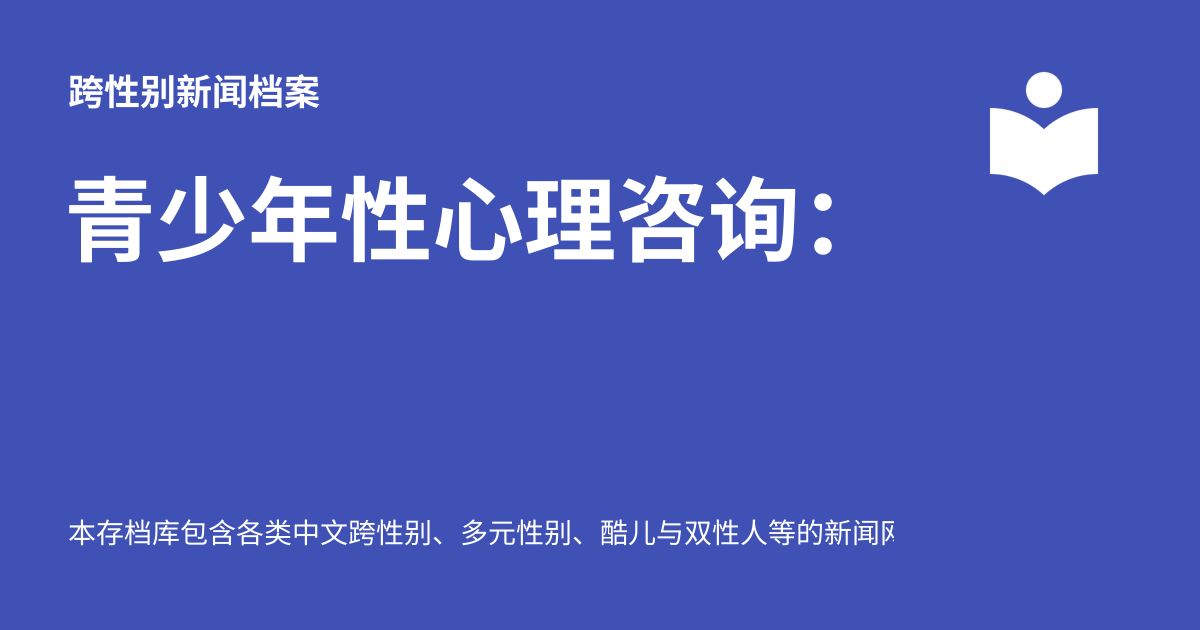 跨性别新闻档案
青少年性心理咨询：
本存档库包含各类中文跨性别、多元性别、酷儿与双性人等的新闻